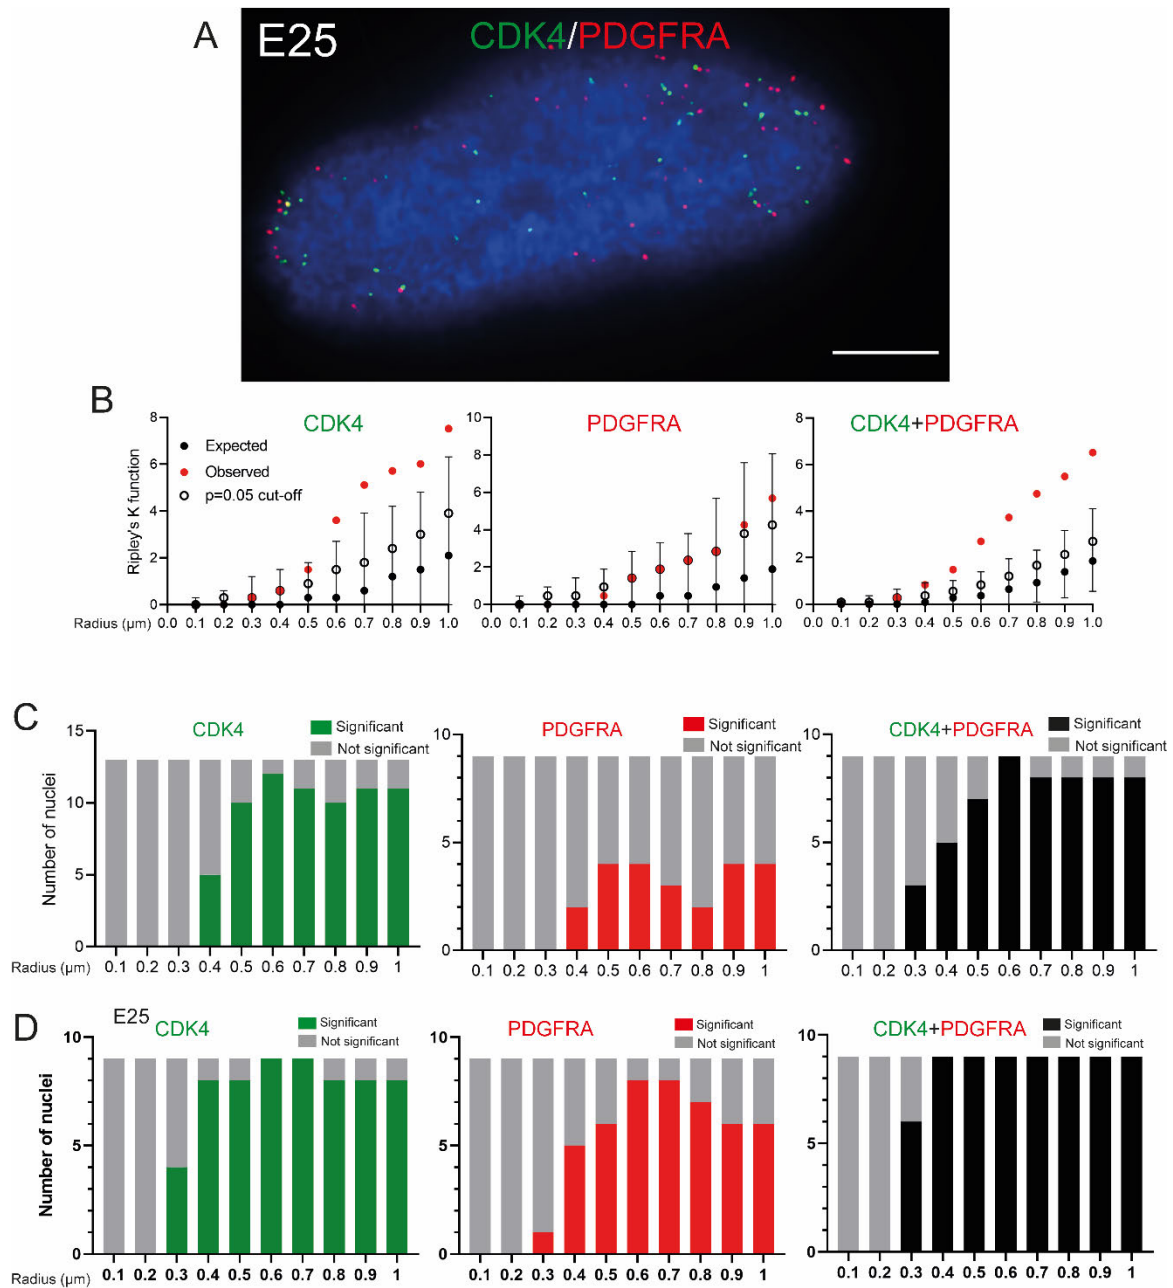 A
E25
CDK4/PDGFRA
B
CDK4
PDGFRA
CDK4+PDGFRA
Expected
Observed
p=0.05 cut-off
Ripley's K function
8
6
4
2
0
10
8
6
4
2
0
8
6
4
2
0
Radius (µm)
0.0 0.1 0.2 0.3 0.4 0.5 0.6 0.7 0.8 0.9 1.0
0.0 0.1 0.2 0.3 0.4 0.5 0.6 0.7 0.8 0.9 1.0
0.0 0.1 0.2 0.3 0.4 0.5 0.6 0.7 0.8 0.9 1.0
C
CDK4
Significant
Not significant
PDGFRA
Significant
Not significant
CDK4+PDGFRA
Significant
Not significant
Number of nuclei
15
10
5
0
10
5
0
10
5
0
Radius (µm)
0.1 0.2 0.3 0.4 0.5 0.6 0.7 0.8 0.9 1
0.1 0.2 0.3 0.4 0.5 0.6 0.7 0.8 0.9 1
0.1 0.2 0.3 0.4 0.5 0.6 0.7 0.8 0.9 1
D
E25
CDK4
Significant
Not significant
PDGFRA
Significant
Not significant
CDK4+PDGFRA
Significant
Not significant
Number of nuclei
10
5
0
10
5
0
10
5
0
Radius (µm)
0.1 0.2 0.3 0.4 0.5 0.6 0.7 0.8 0.9 1
0.1 0.2 0.3 0.4 0.5 0.6 0.7 0.8 0.9 1
0.1 0.2 0.3 0.4 0.5 0.6 0.7 0.8 0.9 1